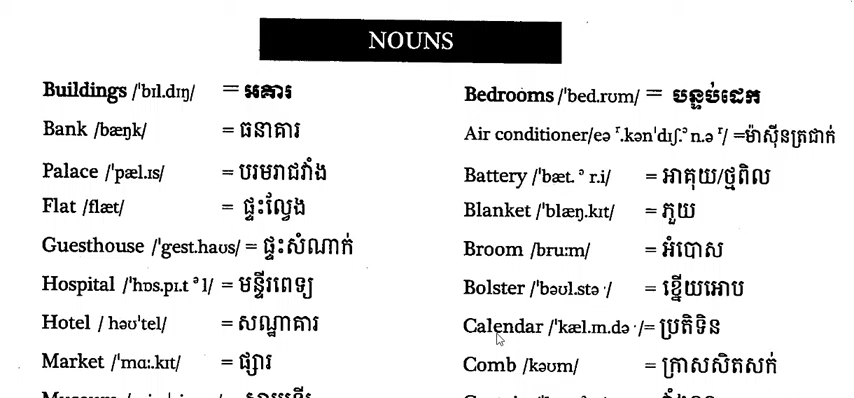 NOUNS
Buildings /'bɪl.dɪŋ/ = អគារ
Bank /bæŋk/ = ធនាគារ
Palace /'pæl.ɪs/ = បរមរាជវាំង
Flat /flæt/ = ផ្ទះល្វែង
Guesthouse /'gest.haʊs/ = ផ្ទះសំណាក់
Hospital /'hɒs.pɪ.t ə l/ = មន្ទីរពេទ្យ
Hotel / həʊ'tel/ = សណ្ឋាគារ
Market /'mɑː.kɪt/ = ផ្សារ
Bedrooms /'bed.rʊm/ = បន្ទប់ដេក
Air conditioner/eə r.kən'dɪʃ.ə n.ə r/ =ម៉ាស៊ីនត្រជាក់
Battery /'bæt. ə r.i/ = អាគុយ/ថ្មពិល
Blanket /'blæŋ.kɪt/ = ភួយ
Broom /bruːm/ = អំបោស
Bolster /'bəʊl.stə r/ = ខ្នើយអោប
Calendar /'kæl.ɪn.də r/= ប្រតិទិន
Comb /kəʊm/ = ក្រាសសិតសក់